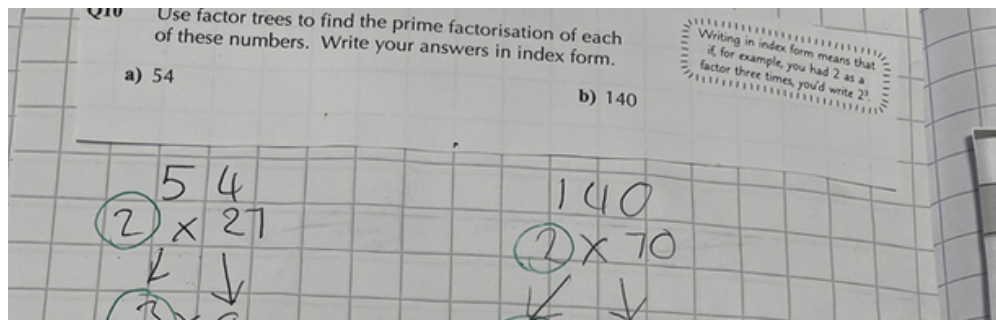 Q10 Use factor trees to find the prime factorisation of each
of these numbers. Write your answers in index form.
Writing in index form means that
if, for example, you had 2 as a
factor three times, you'd write 2³.
a) 54
b) 140
54
2 x 27
140
2 x 70